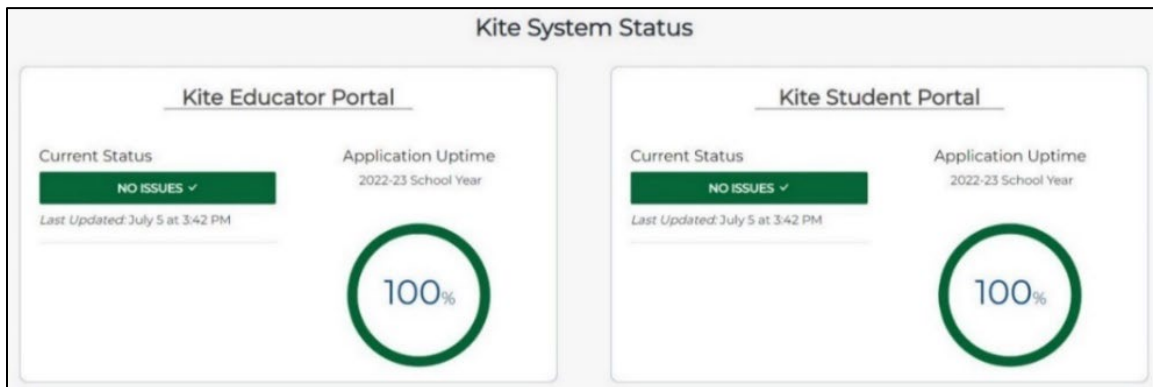 Kite System Status
Kite Educator Portal
Current Status
NO ISSUES ✓
Last Updated: July 5 at 3:42 PM
Application Uptime
2022-23 School Year
100%
Kite Student Portal
Current Status
NO ISSUES ✓
Last Updated: July 5 at 3:42 PM
Application Uptime
2022-23 School Year
100%